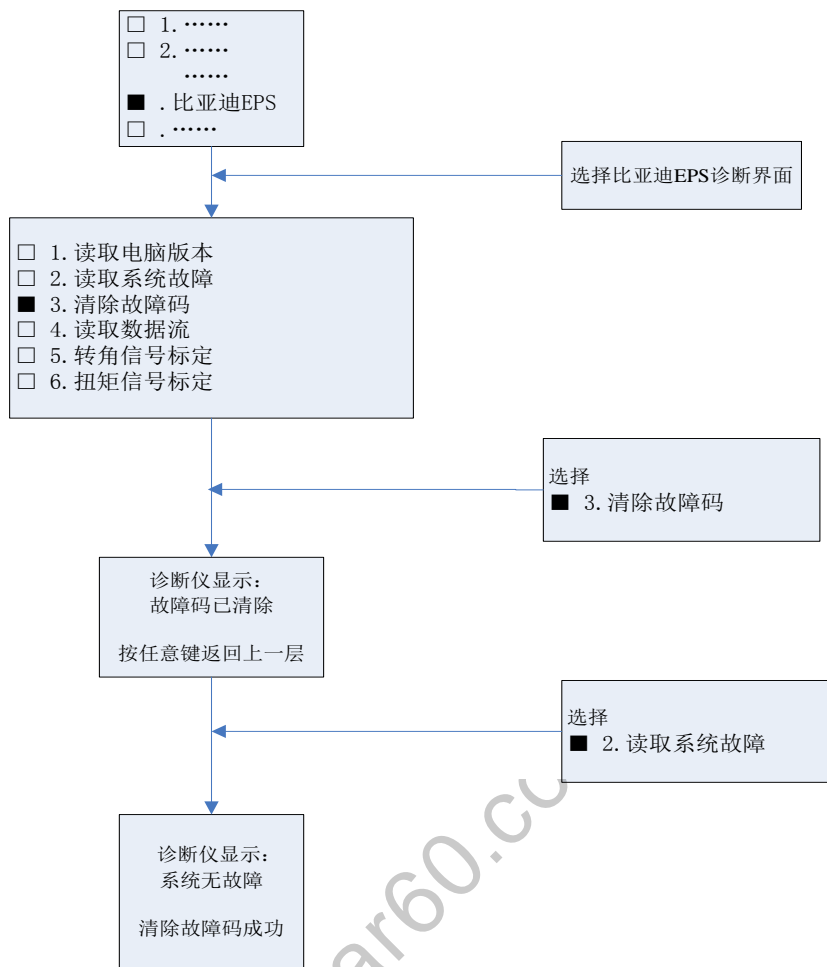 □ 1.……
□ 2.……
……
■ .比亚迪EPS
□ .……
选择比亚迪EPS诊断界面
□ 1.读取电脑版本
□ 2.读取系统故障
■ 3.清除故障码
□ 4.读取数据流
□ 5.转角信号标定
□ 6.扭矩信号标定
选择
■ 3.清除故障码
诊断仪显示：
故障码已清除
按任意键返回上一层
选择
■ 2.读取系统故障
诊断仪显示：
系统无故障
清除故障码成功